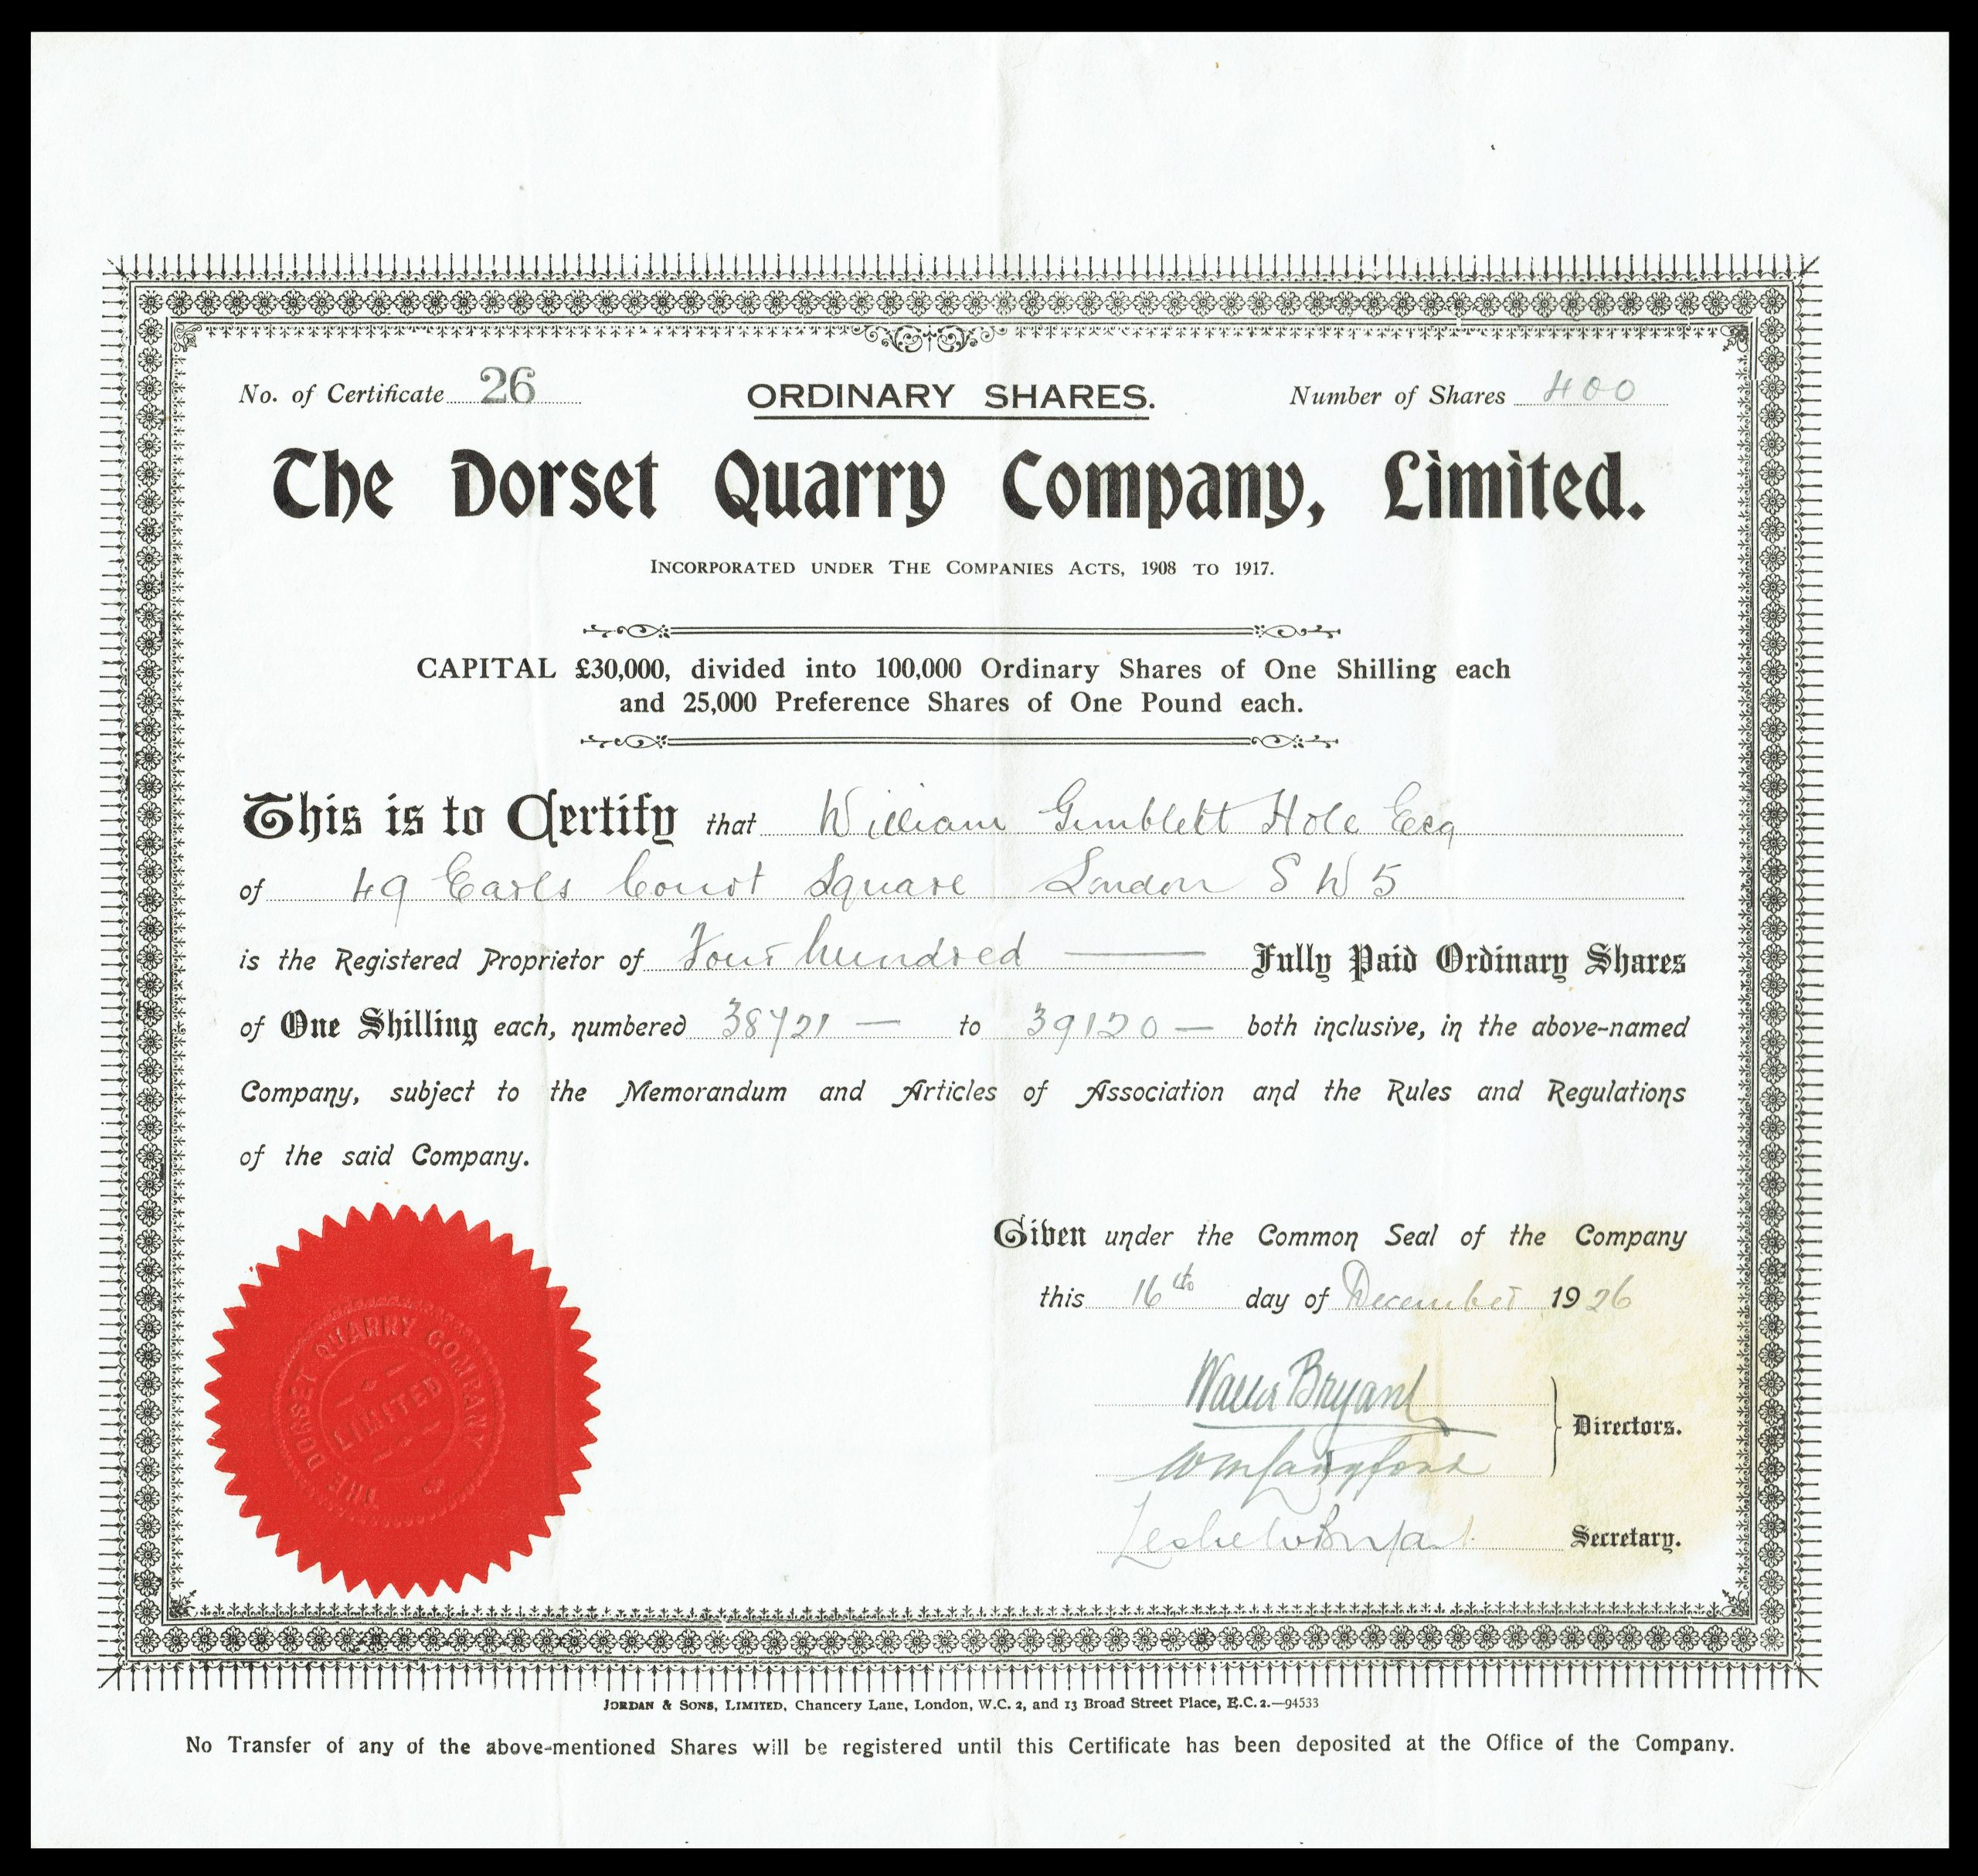 No. of Certificate 26
ORDINARY SHARES.
Number of Shares 400
The Dorset Quarry Company, Limited.
INCORPORATED UNDER THE COMPANIES ACTS, 1908 TO 1917.
CAPITAL £30,000, divided into 100,000 Ordinary Shares of One Shilling each
and 25,000 Preference Shares of One Pound each.
This is to Certify that William Gumblett Hole Esq
of 49 Earls Court Square London S W 5
is the Registered Proprietor of Four hundred — Fully Paid Ordinary Shares
of One Shilling each, numbered 38721 — to 39120 — both inclusive, in the above-named
Company, subject to the Memorandum and Articles of Association and the Rules and Regulations
of the said Company.
Given under the Common Seal of the Company
this 16th day of December 1926
Bryant
Directors.
Langford
Leslie
Secretary.
THE DORSET QUARRY COMPANY
LIMITED
JORDAN & SONS, LIMITED, Chancery Lane, London, W.C. 2, and 13 Broad Street Place, E.C. 2.—94533
No Transfer of any of the above-mentioned Shares will be registered until this Certificate has been deposited at the Office of the Company.